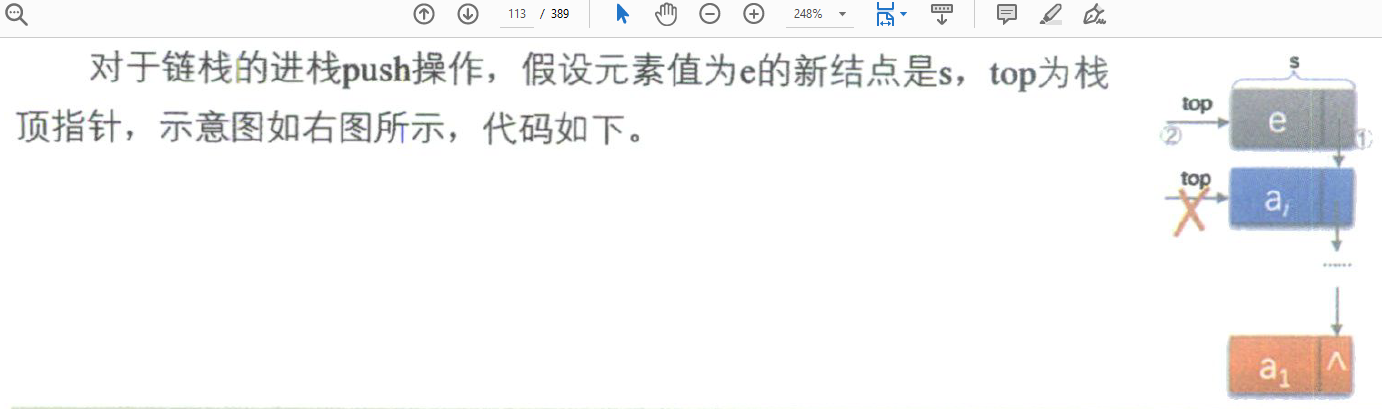 113 / 389
248%
对于链栈的进栈push操作，假设元素值为e的新结点是s，top为栈
顶指针，示意图如右图所示，代码如下。
s
top
e
②
①
top
aᵢ
......
a₁ ^